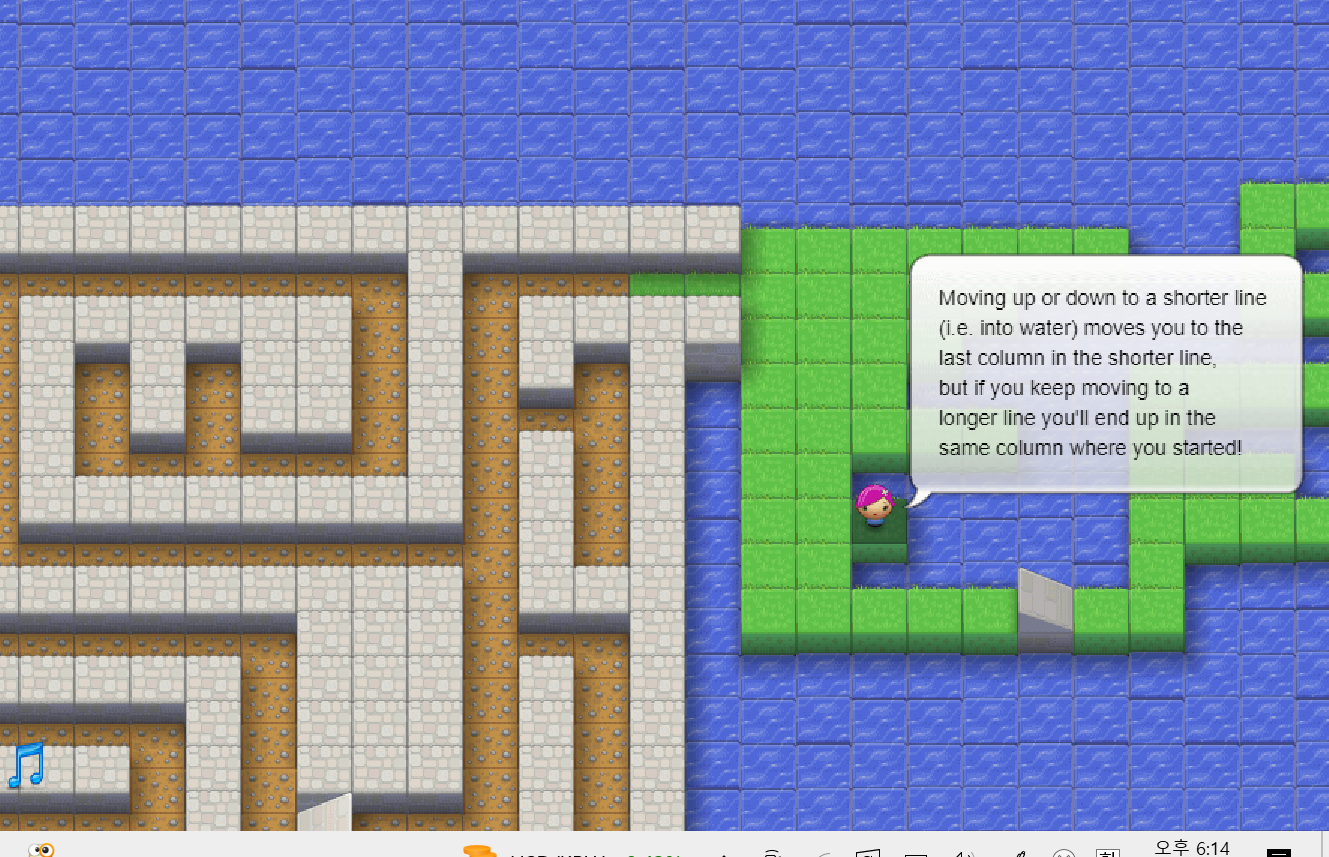 Moving up or down to a shorter line
(i.e. into water) moves you to the
last column in the shorter line,
but if you keep moving to a
longer line you'll end up in the
same column where you started!
오후 6:14